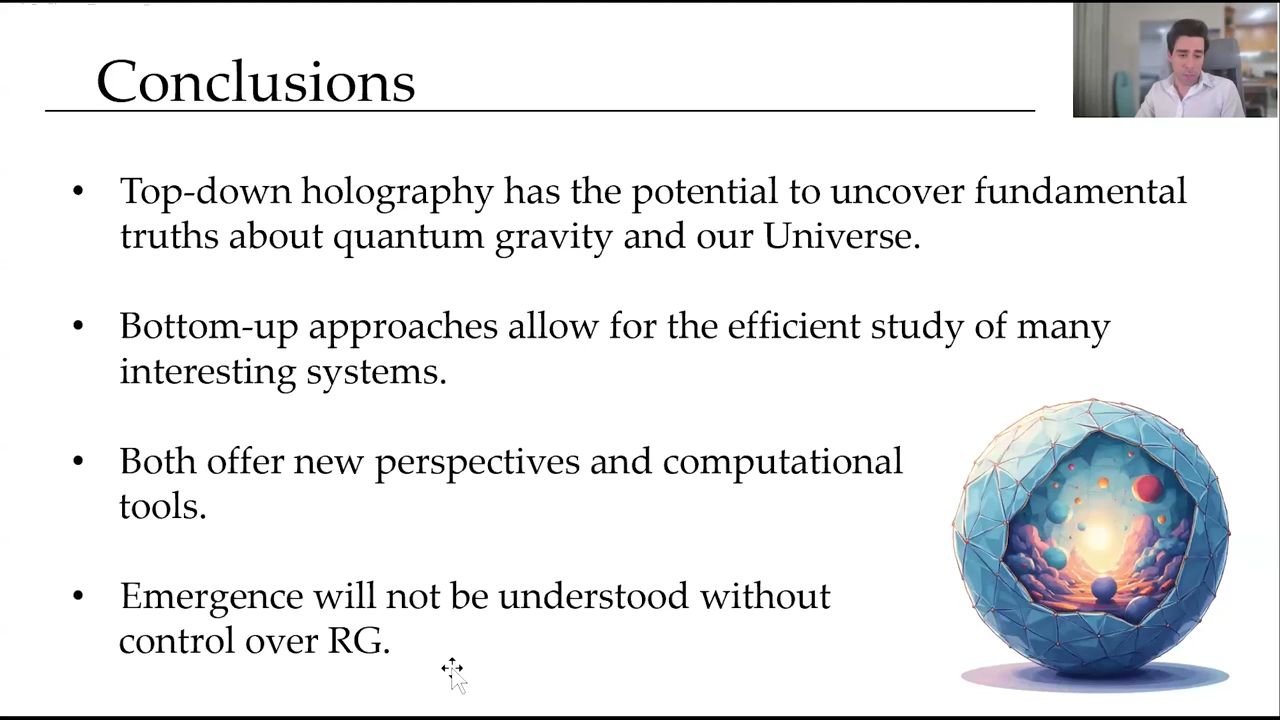 Conclusions
• Top-down holography has the potential to uncover fundamental
truths about quantum gravity and our Universe.
• Bottom-up approaches allow for the efficient study of many
interesting systems.
• Both offer new perspectives and computational
tools.
• Emergence will not be understood without
control over RG.